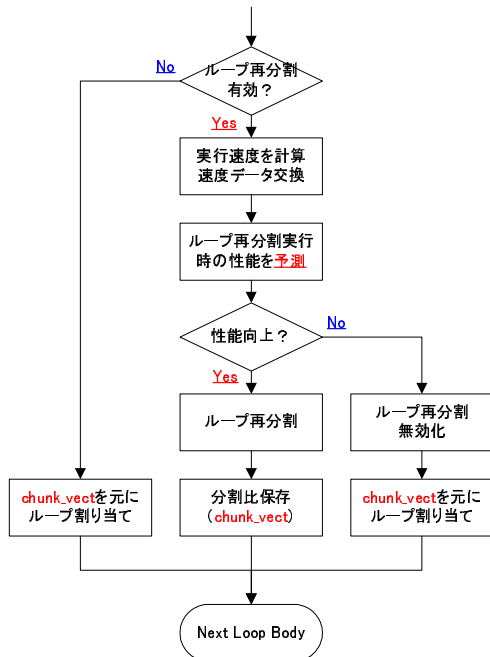 No
ループ再分割
有効？
Yes
実行速度を計算
速度データ交換
ループ再分割実行
時の性能を予測
性能向上？
No
Yes
ループ再分割
ループ再分割
無効化
chunk_vectを元に
ループ割り当て
分割比保存
（chunk_vect）
chunk_vectを元に
ループ割り当て
Next Loop Body